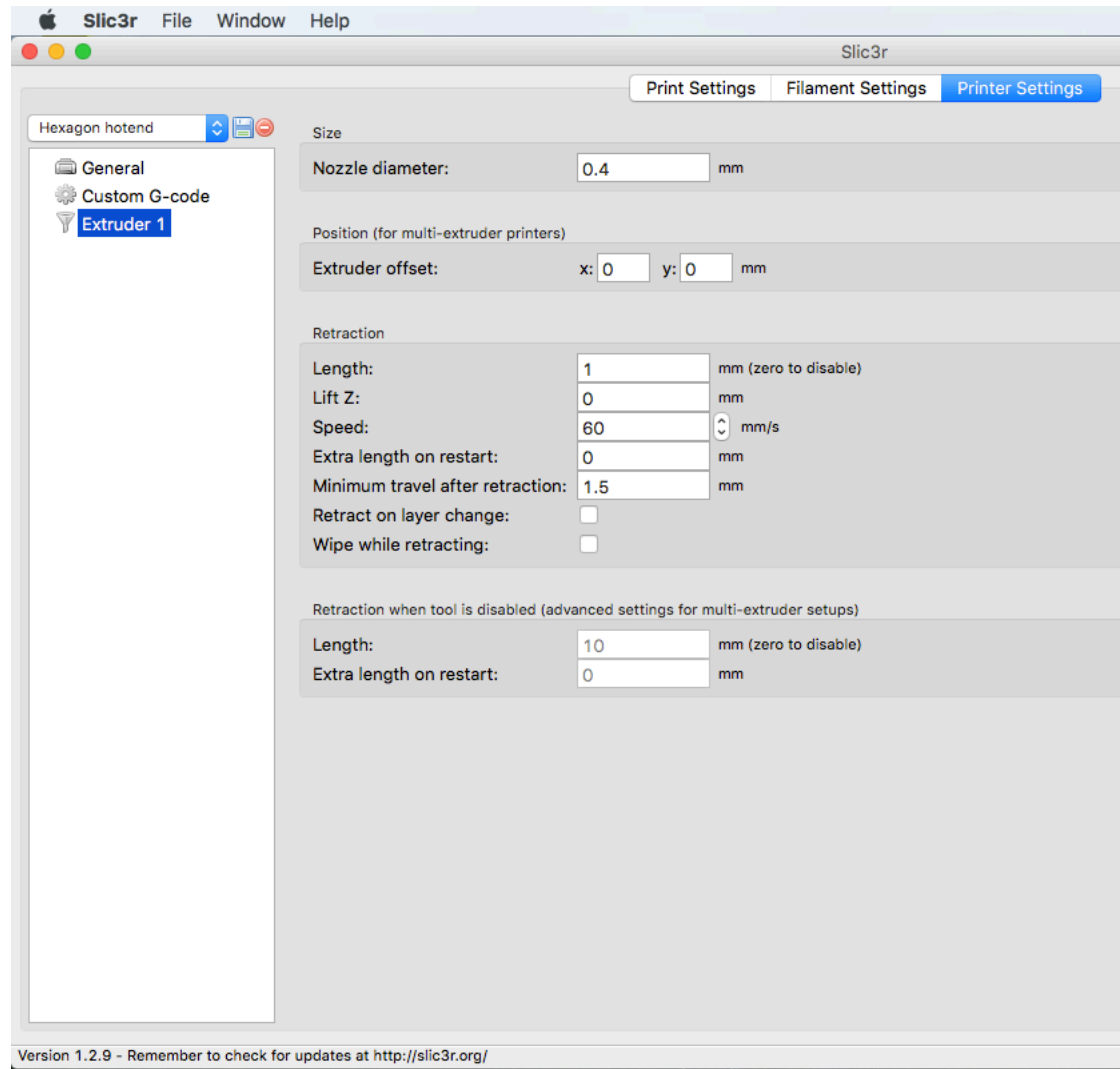 Slic3r File Window Help
Slic3r
Print Settings Filament Settings Printer Settings
Hexagon hotend
General
Custom G-code
Extruder 1
Size
Nozzle diameter: 0.4 mm
Position (for multi-extruder printers)
Extruder offset: x: 0 y: 0 mm
Retraction
Length: 1 mm (zero to disable)
Lift Z: 0 mm
Speed: 60 mm/s
Extra length on restart: 0 mm
Minimum travel after retraction: 1.5 mm
Retract on layer change:
Wipe while retracting:
Retraction when tool is disabled (advanced settings for multi-extruder setups)
Length: 10 mm (zero to disable)
Extra length on restart: 0 mm
Version 1.2.9 - Remember to check for updates at http://slic3r.org/